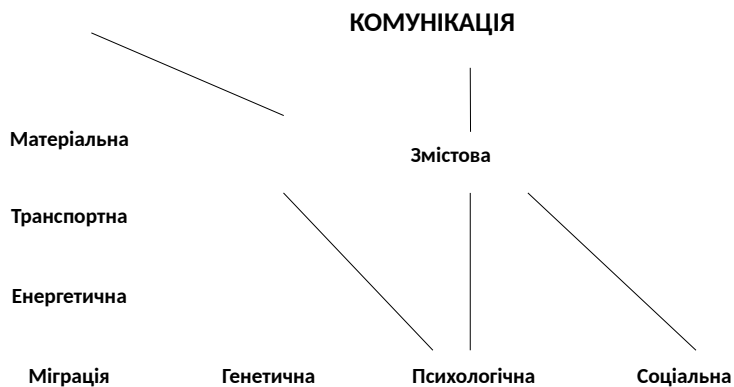 КОМУНІКАЦІЯ
Матеріальна
Змістова
Транспортна
Енергетична
Міграція
Генетична
Психологічна
Соціальна